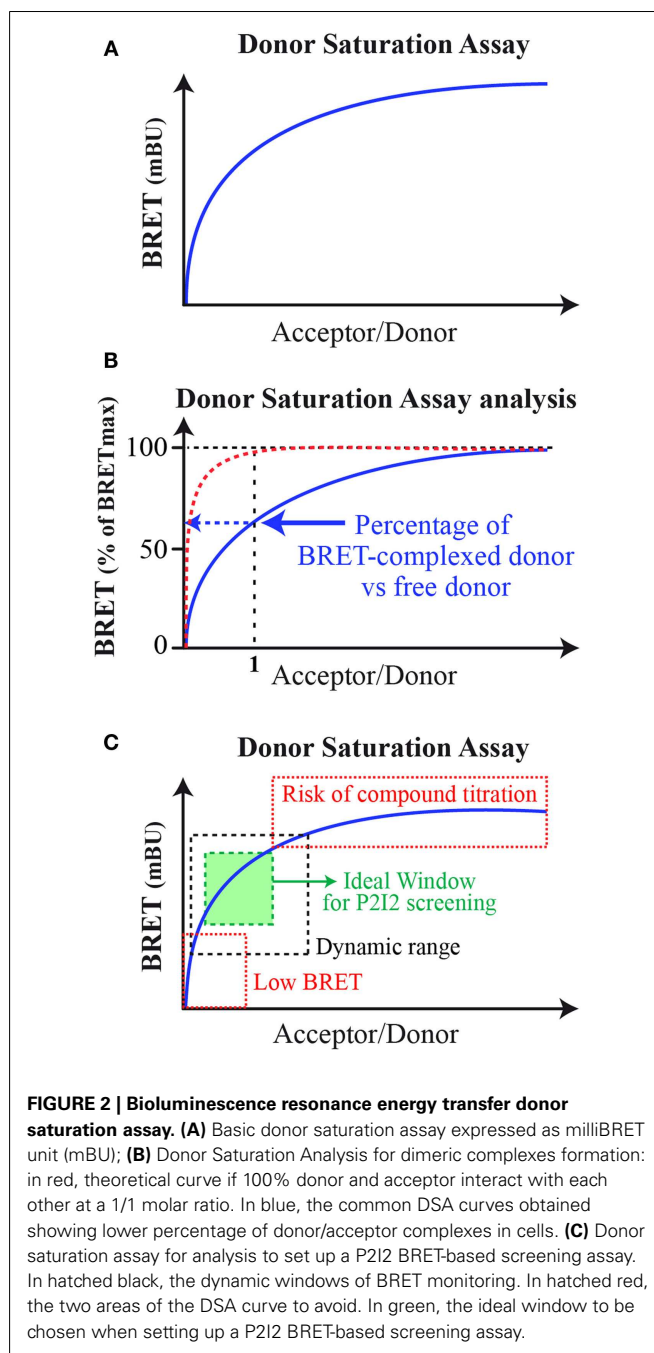 A
Donor Saturation Assay
BRET (mBU)
Acceptor/Donor
B
Donor Saturation Assay analysis
BRET (% of BRETmax)
100
50
0
Percentage of
BRET-complexed donor
vs free donor
1
Acceptor/Donor
C
Donor Saturation Assay
BRET (mBU)
Risk of compound titration
Ideal Window
for P2I2 screening
Dynamic range
Low BRET
Acceptor/Donor
FIGURE 2 | Bioluminescence resonance energy transfer donor
saturation assay. (A) Basic donor saturation assay expressed as milliBRET
unit (mBU); (B) Donor Saturation Analysis for dimeric complexes formation:
in red, theoretical curve if 100% donor and acceptor interact with each
other at a 1/1 molar ratio. In blue, the common DSA curves obtained
showing lower percentage of donor/acceptor complexes in cells. (C) Donor
saturation assay for analysis to set up a P2I2 BRET-based screening assay.
In hatched black, the dynamic windows of BRET monitoring. In hatched red,
the two areas of the DSA curve to avoid. In green, the ideal window to be
chosen when setting up a P2I2 BRET-based screening assay.